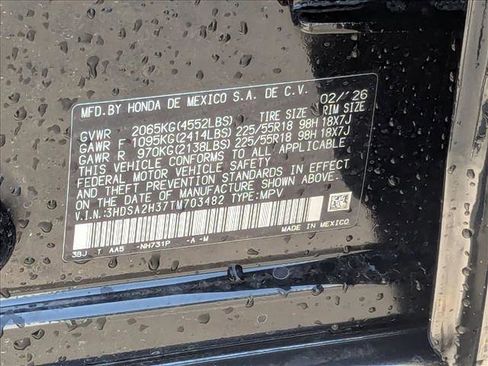 MFD.BY HONDA DE MEXICO S.A. DE C.V. 02/'26
TIRE SIZE RIM SIZE
GVWR 2065KG(4552LBS)
GAWR F 1095KG(2414LBS) 225/55R18 98H 18X7J
GAWR R 970KG(2138LBS) 225/55R18 98H 18X7J
THIS VEHICLE CONFORMS TO ALL APPLICABLE
FEDERAL MOTOR VEHICLE SAFETY
AND THEFT PREVENTION STANDARDS IN EFFECT
ON THE DATE OF MANUFACTURE SHOWN ABOVE.
V.I.N:3HDSA2H37TM703482 TYPE:MPV
3BJ T AA5 -NH731P -A -M MADE IN MEXICO